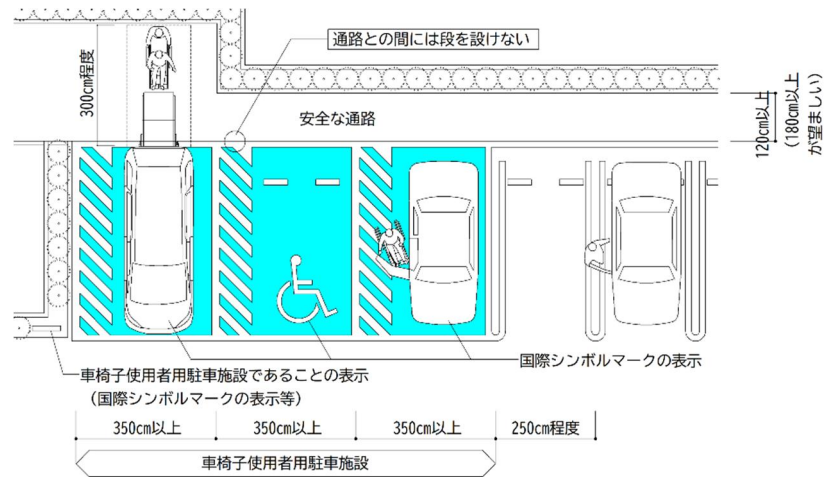 通路との間には段を設けない
300cm程度
安全な通路
120cm以上
(180cm以上
が望ましい)
国際シンボルマークの表示
車椅子使用者用駐車施設であることの表示
（国際シンボルマークの表示等）
350cm以上
350cm以上
350cm以上
250cm程度
車椅子使用者用駐車施設